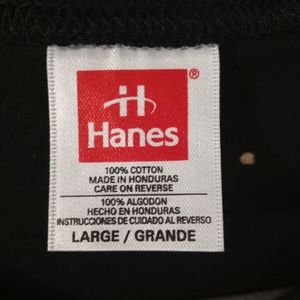 H ®
Hanes
100% COTTON
MADE IN HONDURAS
CARE ON REVERSE
100% ALGODON
HECHO EN HONDURAS
INSTRUCCIONES DE CUIDADO AL REVERSO
LARGE / GRANDE